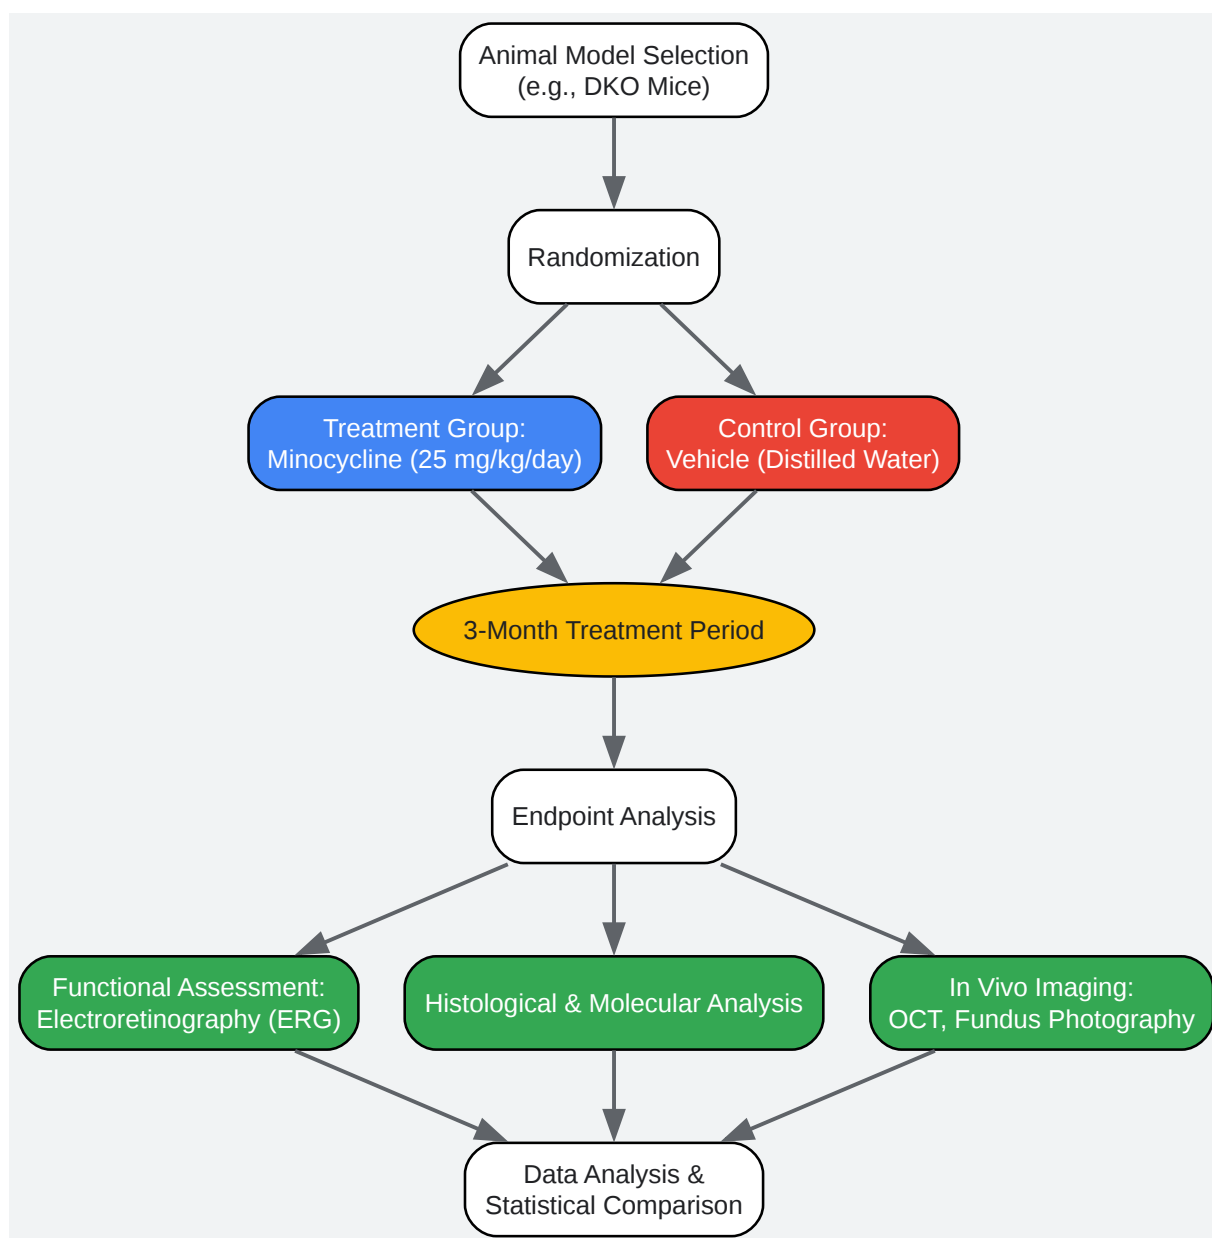 Animal Model Selection
(e.g., DKO Mice)
Randomization
Treatment Group:
Minocycline (25 mg/kg/day)
Control Group:
Vehicle (Distilled Water)
3-Month Treatment Period
Endpoint Analysis
Functional Assessment:
Electroretinography (ERG)
Histological & Molecular Analysis
In Vivo Imaging:
OCT, Fundus Photography
Data Analysis &
Statistical Comparison